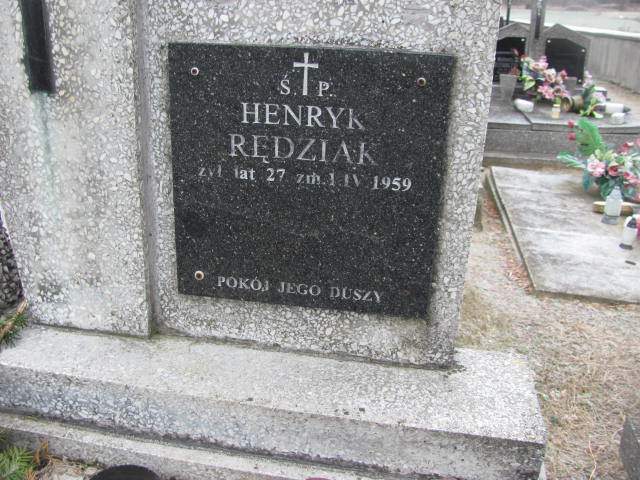 Ś. P.
HENRYK
RĘDZIAK
żył lat 27 zm. 1 IV 1959
POKÓJ JEGO DUSZY